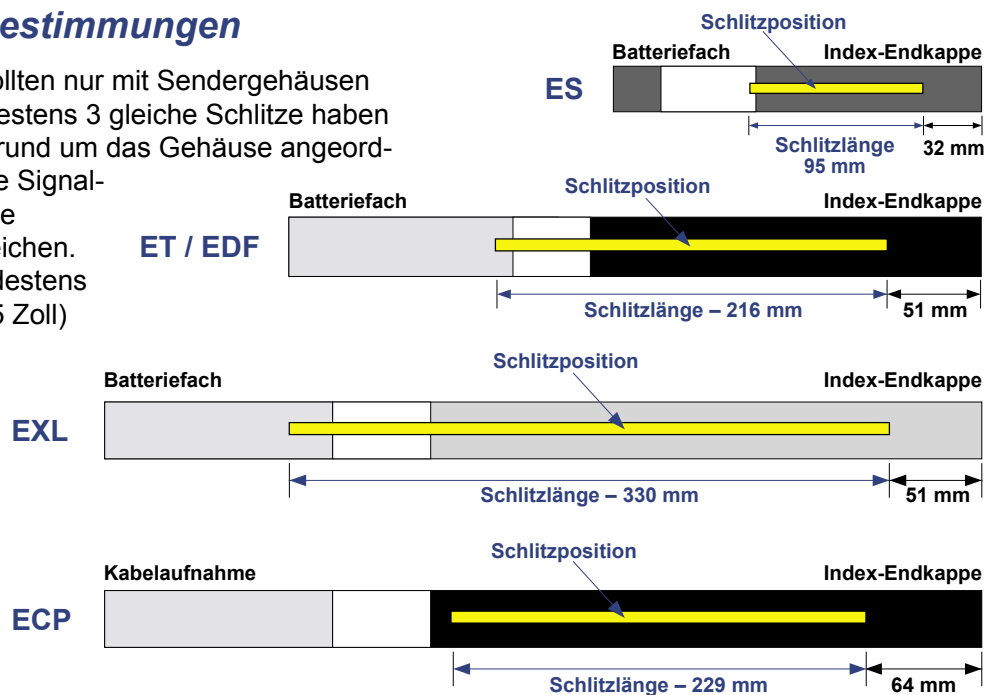 estimmungen
ollten nur mit Sendergehäusen
estens 3 gleiche Schlitze haben
rund um das Gehäuse angeord-
e Signal-
e
eichen.
destens
5 Zoll)
Schlitzposition
Batteriefach Index-Endkappe
ES
Schlitzlänge 32 mm
95 mm
Schlitzposition
Batteriefach Index-Endkappe
ET / EDF
Schlitzlänge – 216 mm 51 mm
Schlitzposition
Batteriefach Index-Endkappe
EXL
Schlitzlänge – 330 mm 51 mm
Schlitzposition
Kabelaufnahme Index-Endkappe
ECP
Schlitzlänge – 229 mm 64 mm